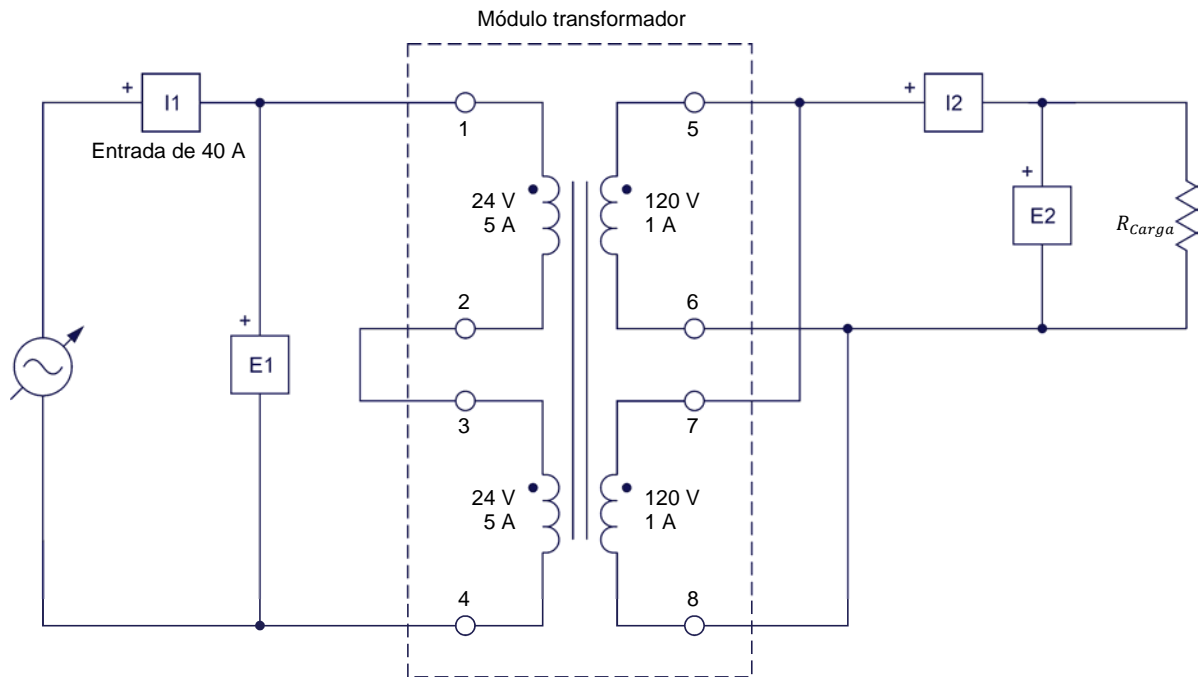 Módulo transformador
+
I1
Entrada de 40 A
+
E1
1
24 V
5 A
2
3
24 V
5 A
4
5
120 V
1 A
6
7
120 V
1 A
8
+
I2
+
E2
R_Carga